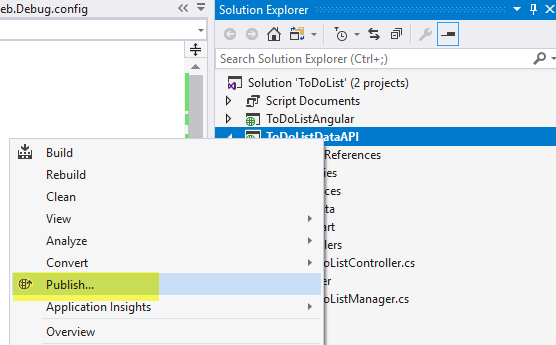 eb.Debug.config
Solution Explorer
Search Solution Explorer (Ctrl+;)
Solution 'ToDoList' (2 projects)
Script Documents
ToDoListAngular
ToDoListDataAPI
References
ies
ces
ta
art
ders
oListController.cs
er
oListManager.cs
Build
Rebuild
Clean
View
Analyze
Convert
Publish...
Application Insights
Overview